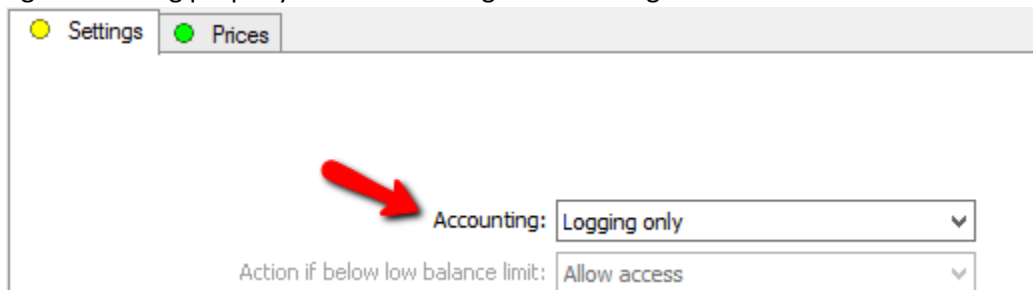 Settings Prices
Accounting: Logging only
Action if below low balance limit: Allow access